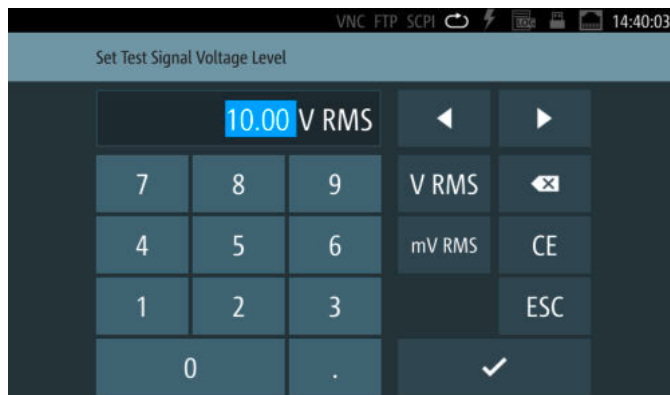 VNC FTP SCPI LOG 14:40:03
Set Test Signal Voltage Level
10.00 V RMS
7 8 9 V RMS
4 5 6 mV RMS CE
1 2 3 ESC
0 .